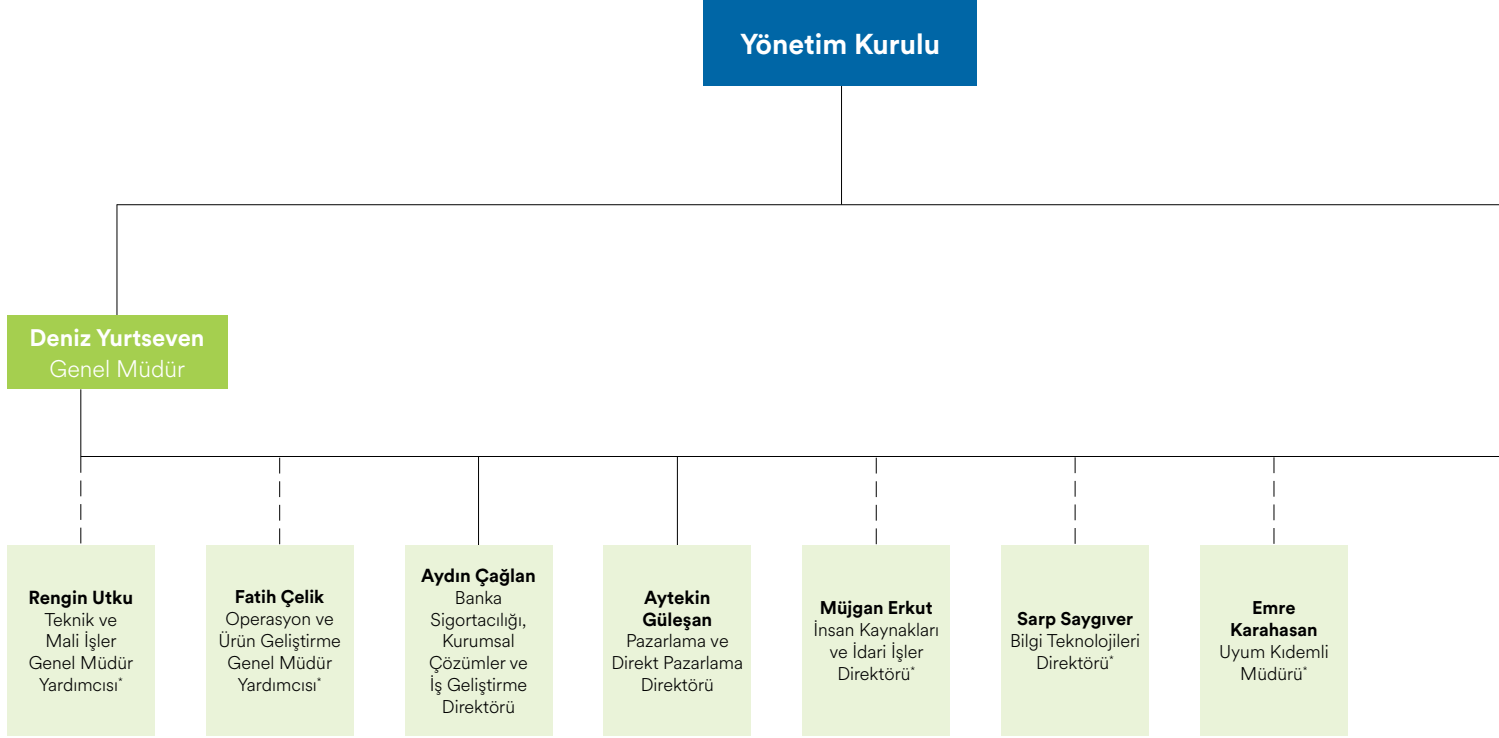 Yönetim Kurulu
Deniz Yurtseven
Genel Müdür
Rengin Utku
Teknik ve
Mali İşler
Genel Müdür
Yardımcısı*
Fatih Çelik
Operasyon ve
Ürün Geliştirme
Genel Müdür
Yardımcısı*
Aydın Çağlan
Banka
Sigortacılığı,
Kurumsal
Çözümler ve
İş Geliştirme
Direktörü
Aytekin
Güleşan
Pazarlama ve
Direkt Pazarlama
Direktörü
Müjgan Erkut
İnsan Kaynakları
ve İdari İşler
Direktörü*
Sarp Saygıver
Bilgi Teknolojileri
Direktörü*
Emre
Karahasan
Uyum Kıdemli
Müdürü*